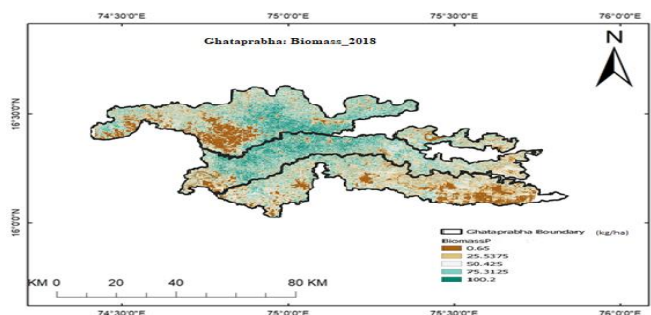 74°30'0"E 75°0'0"E 75°30'0"E 76°0'0"E
Ghataprabha: Biomass_2018
N
16°30'0"N
16°0'0"N
Ghataprabha Boundary (kg/ha)
BiomassP
0.65
25.5375
50.425
75.3125
100.2
KM 0 20 40 80 KM
74°30'0"E 75°0'0"E 75°30'0"E 76°0'0"E